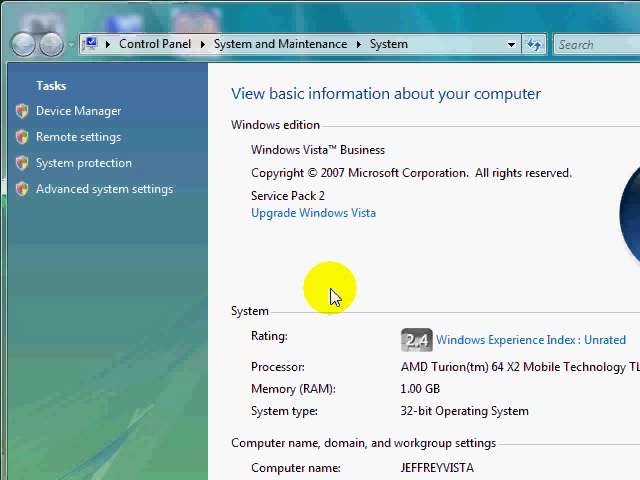 Control Panel System and Maintenance System Search
Tasks
Device Manager
Remote settings
System protection
Advanced system settings
View basic information about your computer
Windows edition
Windows Vista™ Business
Copyright © 2007 Microsoft Corporation. All rights reserved.
Service Pack 2
Upgrade Windows Vista
System
Rating: 2.4 Windows Experience Index : Unrated
Processor: AMD Turion(tm) 64 X2 Mobile Technology TL
Memory (RAM): 1.00 GB
System type: 32-bit Operating System
Computer name, domain, and workgroup settings
Computer name: JEFFREYVISTA